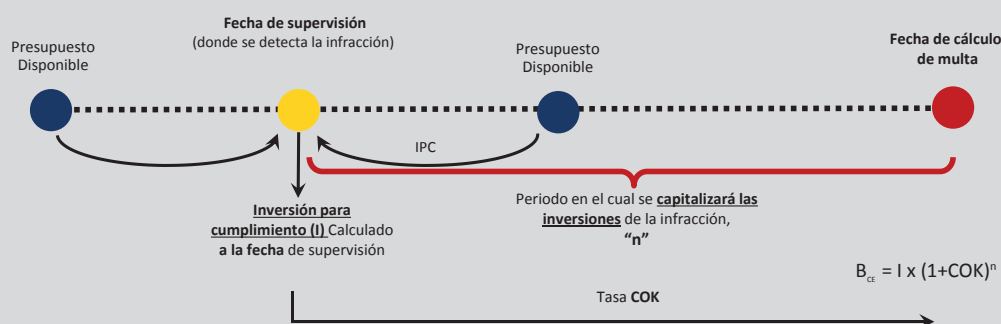 Fecha de supervisión
(donde se detecta la infracción)
Presupuesto
Disponible
Presupuesto
Disponible
Fecha de cálculo
de multa
IPC
Inversión para
cumplimiento (I) Calculado
a la fecha de supervisión
Periodo en el cual se capitalizará las
inversiones de la infracción,
“n”
B_CE = I x (1+COK)^n
Tasa COK